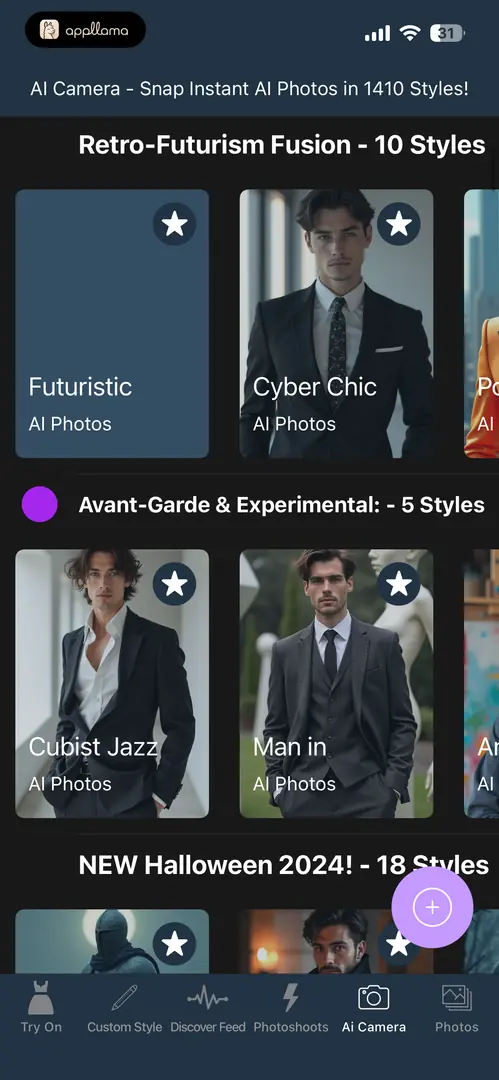 appllama
31
AI Camera - Snap Instant AI Photos in 1410 Styles!
Retro-Futurism Fusion - 10 Styles
Futuristic
AI Photos
Cyber Chic
AI Photos
AI
Avant-Garde & Experimental: - 5 Styles
Cubist Jazz
AI Photos
Man in
AI Photos
AI
NEW Halloween 2024! - 18 Styles
Try On
Custom Style
Discover Feed
Photoshoots
Ai Camera
Photos